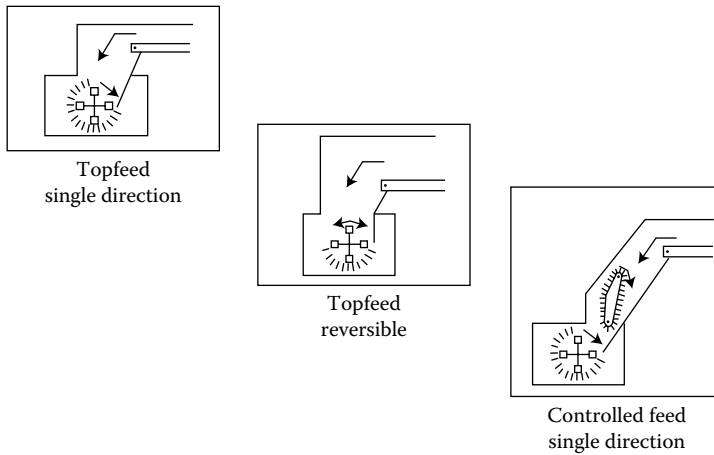 Topfeed
single direction
Topfeed
reversible
Controlled feed
single direction